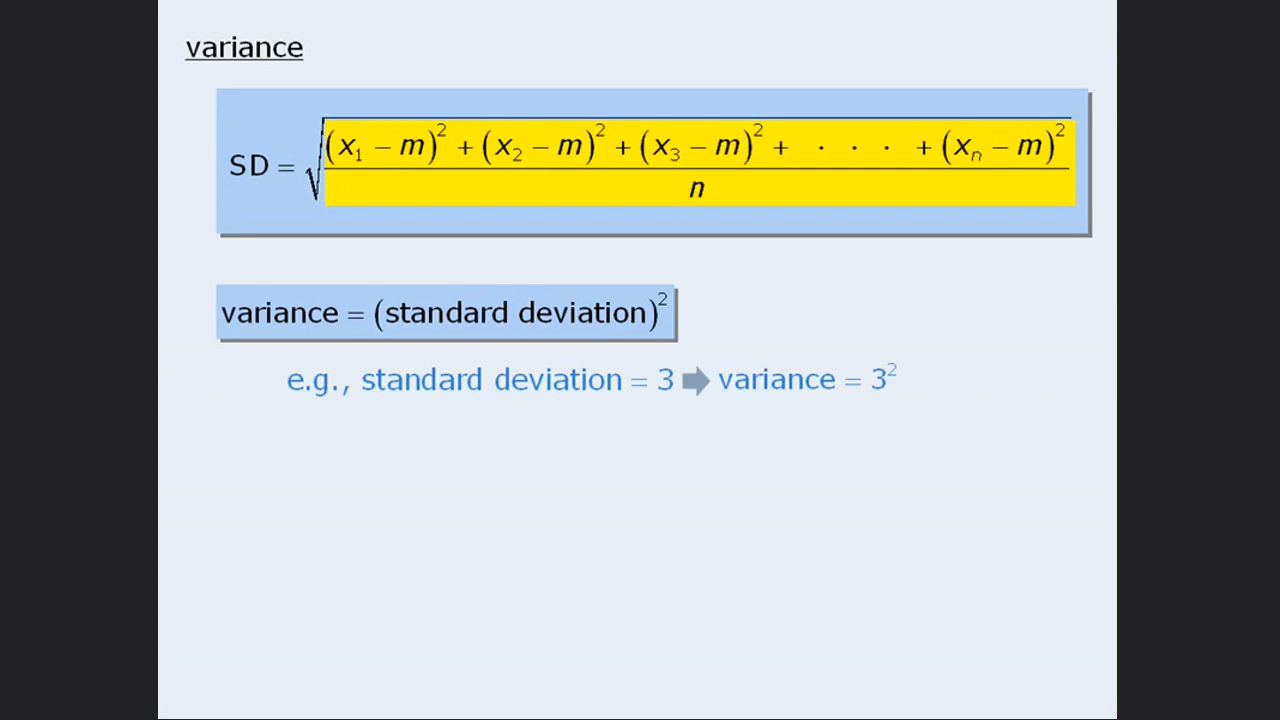 variance
SD = √(((x₁ − m)² + (x₂ − m)² + (x₃ − m)² + · · · + (xₙ − m)²) / n)
variance = (standard deviation)²
e.g., standard deviation = 3 ➡ variance = 3²